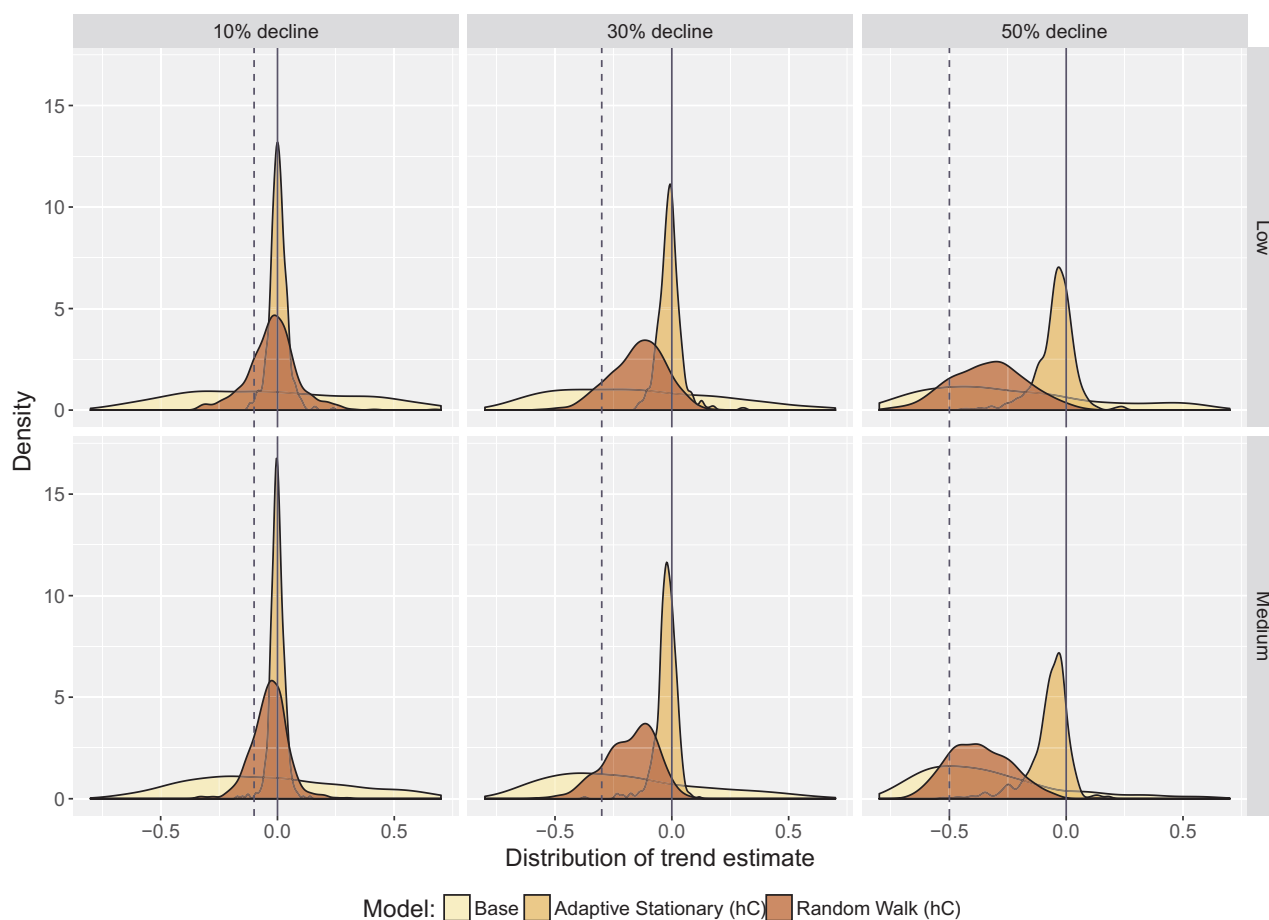 10% decline
30% decline
50% decline
Low
Medium
Density
15
10
5
0
15
10
5
0
−0.5 0.0 0.5
−0.5 0.0 0.5
−0.5 0.0 0.5
Distribution of trend estimate
Model: Base Adaptive Stationary (hC) Random Walk (hC)